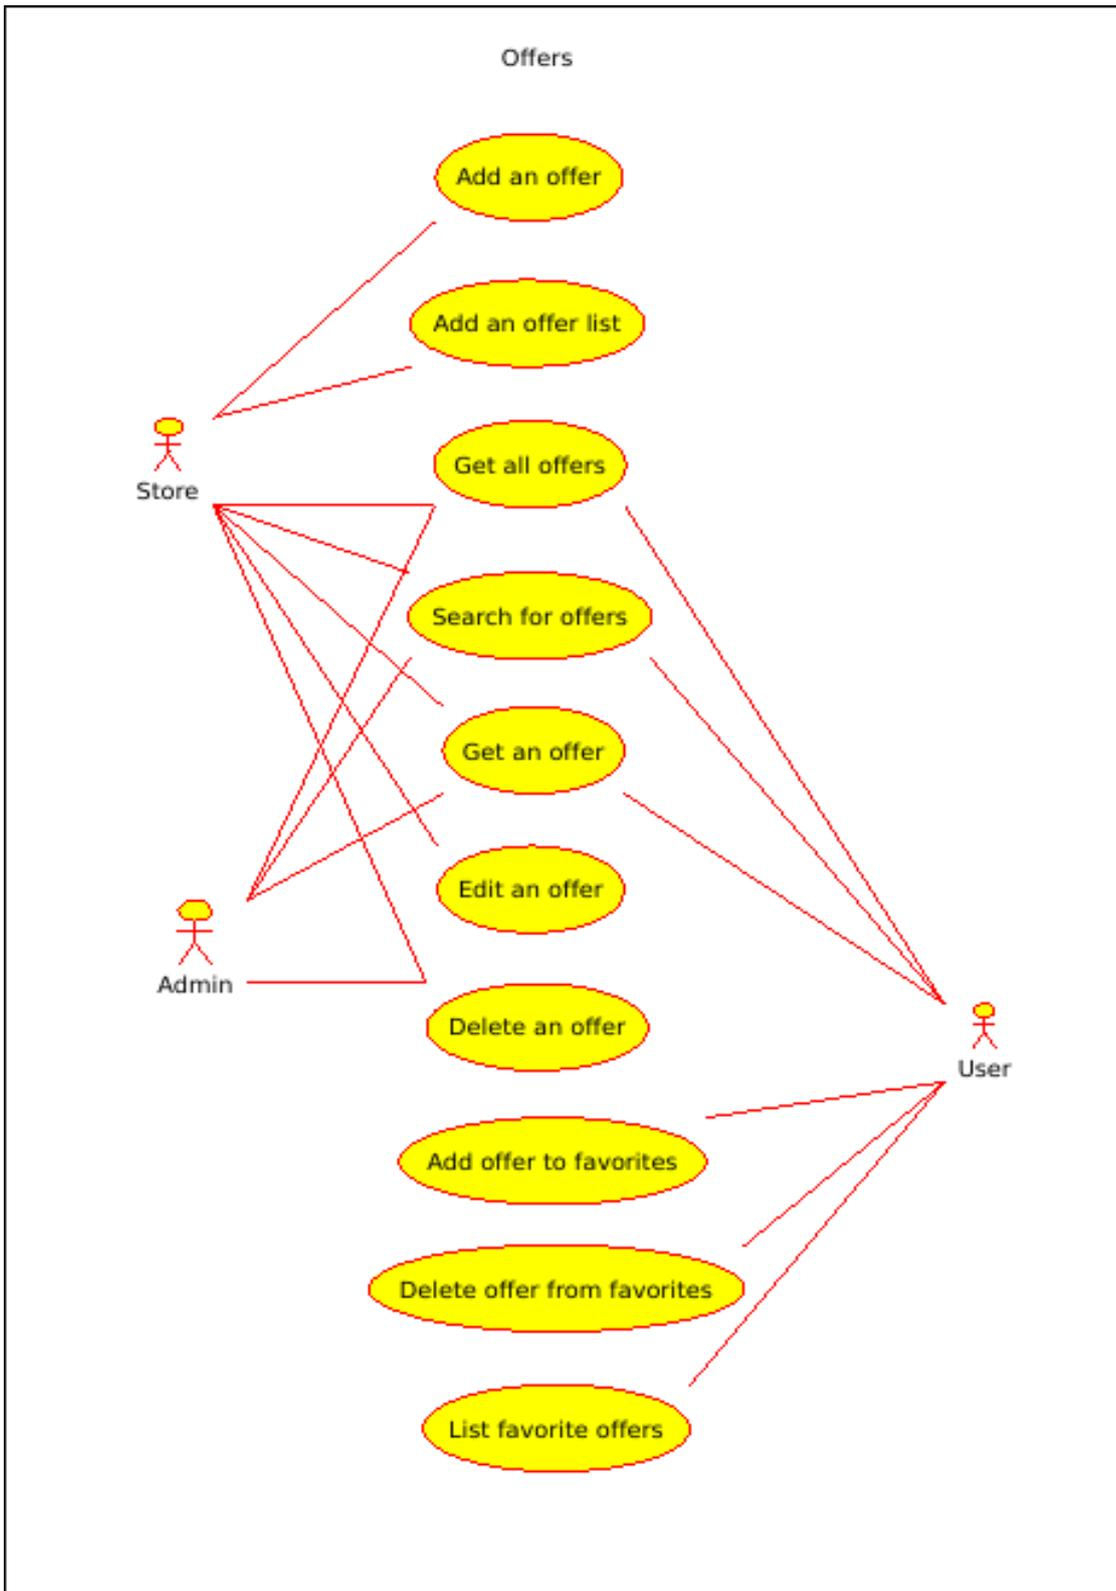 Offers
Add an offer
Add an offer list
Get all offers
Store
Search for offers
Get an offer
Edit an offer
Admin
Delete an offer
User
Add offer to favorites
Delete offer from favorites
List favorite offers